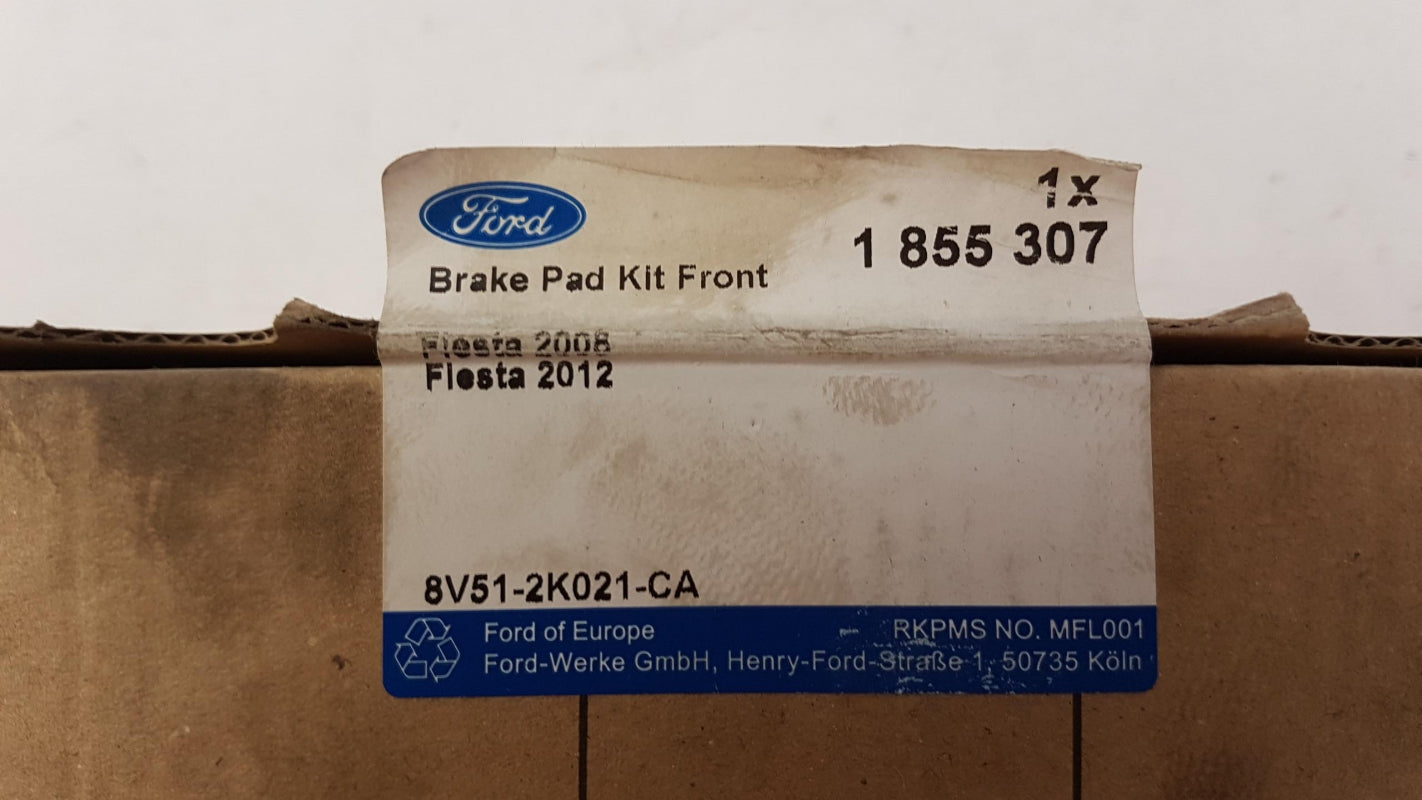 Ford
1x
1 855 307
Brake Pad Kit Front
Fiesta 2008
Fiesta 2012
8V51-2K021-CA
Ford of Europe
RKPMS NO. MFL001
Ford-Werke GmbH, Henry-Ford-Straße 1, 50735 Köln